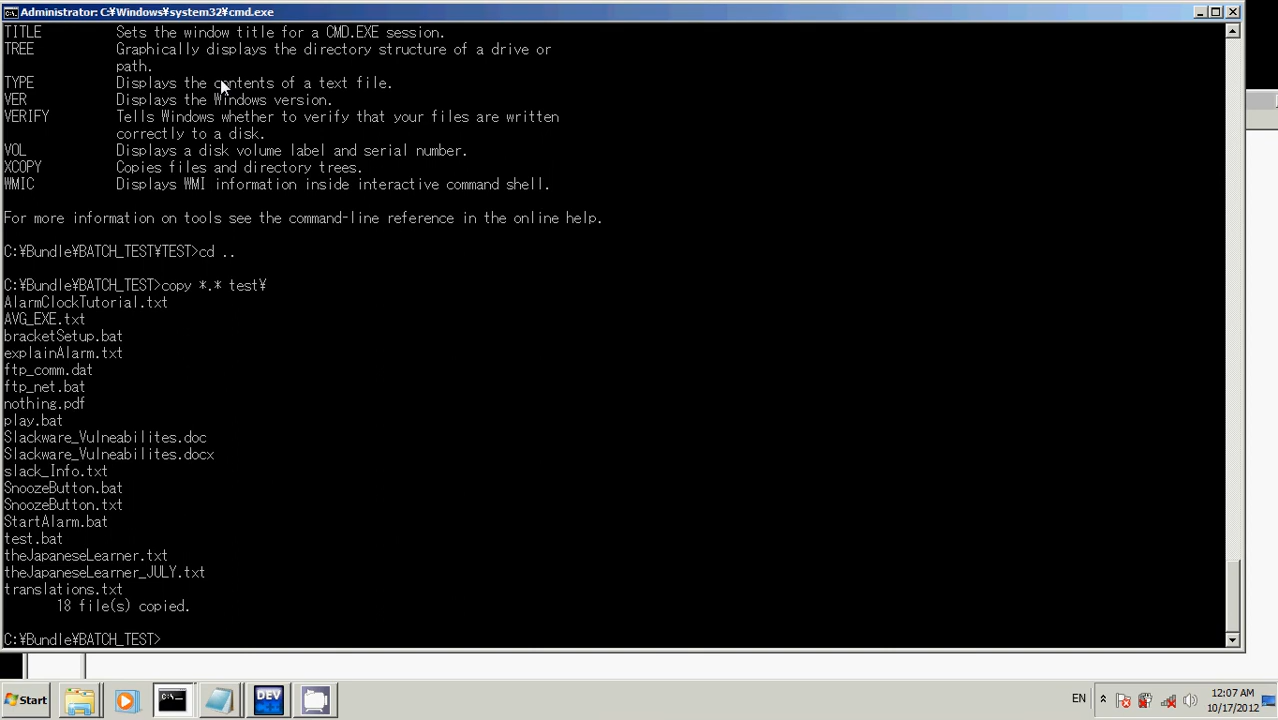 Administrator: C:¥Windows¥system32¥cmd.exe
TITLE Sets the window title for a CMD.EXE session.
TREE Graphically displays the directory structure of a drive or
path.
TYPE Displays the contents of a text file.
VER Displays the Windows version.
VERIFY Tells Windows whether to verify that your files are written
correctly to a disk.
VOL Displays a disk volume label and serial number.
XCOPY Copies files and directory trees.
WMIC Displays WMI information inside interactive command shell.
For more information on tools see the command-line reference in the online help.
C:¥Bundle¥BATCH_TEST¥TEST>cd ..
C:¥Bundle¥BATCH_TEST>copy *.* test¥
AlarmClockTutorial.txt
AVG_EXE.txt
bracketSetup.bat
explainAlarm.txt
ftp_comm.dat
ftp_net.bat
nothing.pdf
play.bat
Slackware_Vulneabilites.doc
Slackware_Vulneabilites.docx
slack_Info.txt
SnoozeButton.bat
SnoozeButton.txt
StartAlarm.bat
test.bat
theJapaneseLearner.txt
theJapaneseLearner_JULY.txt
translations.txt
18 file(s) copied.
C:¥Bundle¥BATCH_TEST>
Start
C:\.
DEV
EN
12:07 AM
10/17/2012